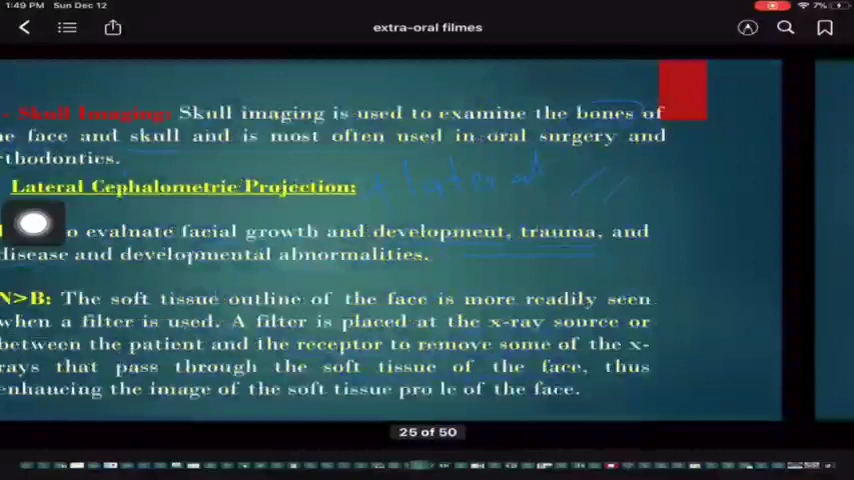 1:49 PM Sun Dec 12
7%
extra-oral filmes
- Skull Imaging: Skull imaging is used to examine the bones of
he face and skull and is most often used in oral surgery and
rthodontics.
Lateral Cephalometric Projection: lateral
o evaluate facial growth and development, trauma, and
disease and developmental abnormalities.
N>B: The soft tissue outline of the face is more readily seen
when a filter is used. A filter is placed at the x-ray source or
between the patient and the receptor to remove some of the x-
rays that pass through the soft tissue of the face, thus
enhancing the image of the soft tissue pro le of the face.
25 of 50